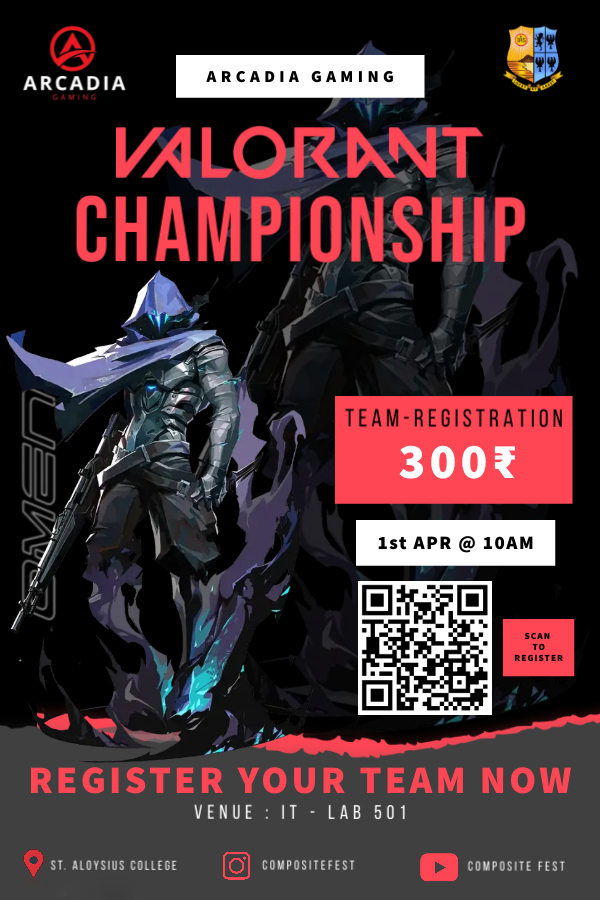 ARCADIA
GAMING
ARCADIA GAMING
VALORANT
CHAMPIONSHIP
OMEN
TEAM-REGISTRATION
300₹
1st APR @ 10AM
SCAN
TO
REGISTER
REGISTER YOUR TEAM NOW
VENUE : IT - LAB 501
ST. ALOYSIUS COLLEGE
COMPOSITEFEST
COMPOSITE FEST